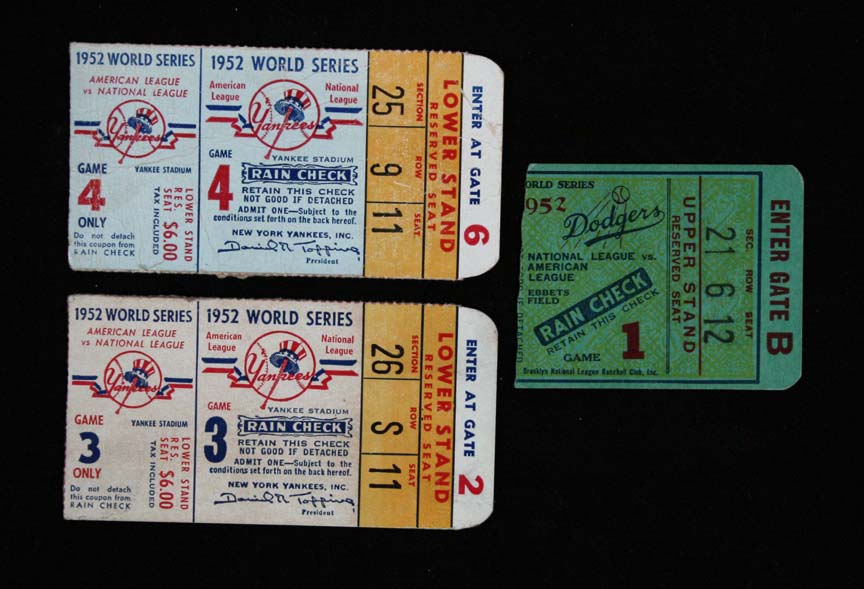 1952 WORLD SERIES
AMERICAN LEAGUE
vs NATIONAL LEAGUE
Yankees
GAME
YANKEE STADIUM
4
ONLY
Do not detach
this coupon from
RAIN CHECK
LOWER STAND
RES.
SEAT $6.00
TAX INCLUDED
1952 WORLD SERIES
American
League
National
League
Yankees
GAME
4
YANKEE STADIUM
RAIN CHECK
RETAIN THIS CHECK
NOT GOOD IF DETACHED
ADMIT ONE—Subject to the
conditions set forth on the back hereof.
NEW YORK YANKEES, INC.
Daniel R Topping
President
25 9 11
SECTION ROW SEAT
LOWER STAND
RESERVED SEAT
ENTER AT GATE 6
1952 WORLD SERIES
AMERICAN LEAGUE
vs NATIONAL LEAGUE
Yankees
GAME
YANKEE STADIUM
3
ONLY
Do not detach
this coupon from
RAIN CHECK
LOWER STAND
RES.
SEAT $6.00
TAX INCLUDED
1952 WORLD SERIES
American
League
National
League
Yankees
GAME
3
YANKEE STADIUM
RAIN CHECK
RETAIN THIS CHECK
NOT GOOD IF DETACHED
ADMIT ONE—Subject to the
conditions set forth on the back hereof.
NEW YORK YANKEES, INC.
Daniel R Topping
President
26 S 11
SECTION ROW SEAT
LOWER STAND
RESERVED SEAT
ENTER AT GATE 2
ORLD SERIES
1952
Dodgers
NATIONAL LEAGUE vs.
AMERICAN
LEAGUE
EBBETS
FIELD
RAIN CHECK
RETAIN THIS CHECK
GAME 1
Brooklyn National League Baseball Club, Inc.
IF DETACHED
UPPER STAND
RESERVED SEAT
21 6 12
SEC. ROW SEAT
ENTER GATE B